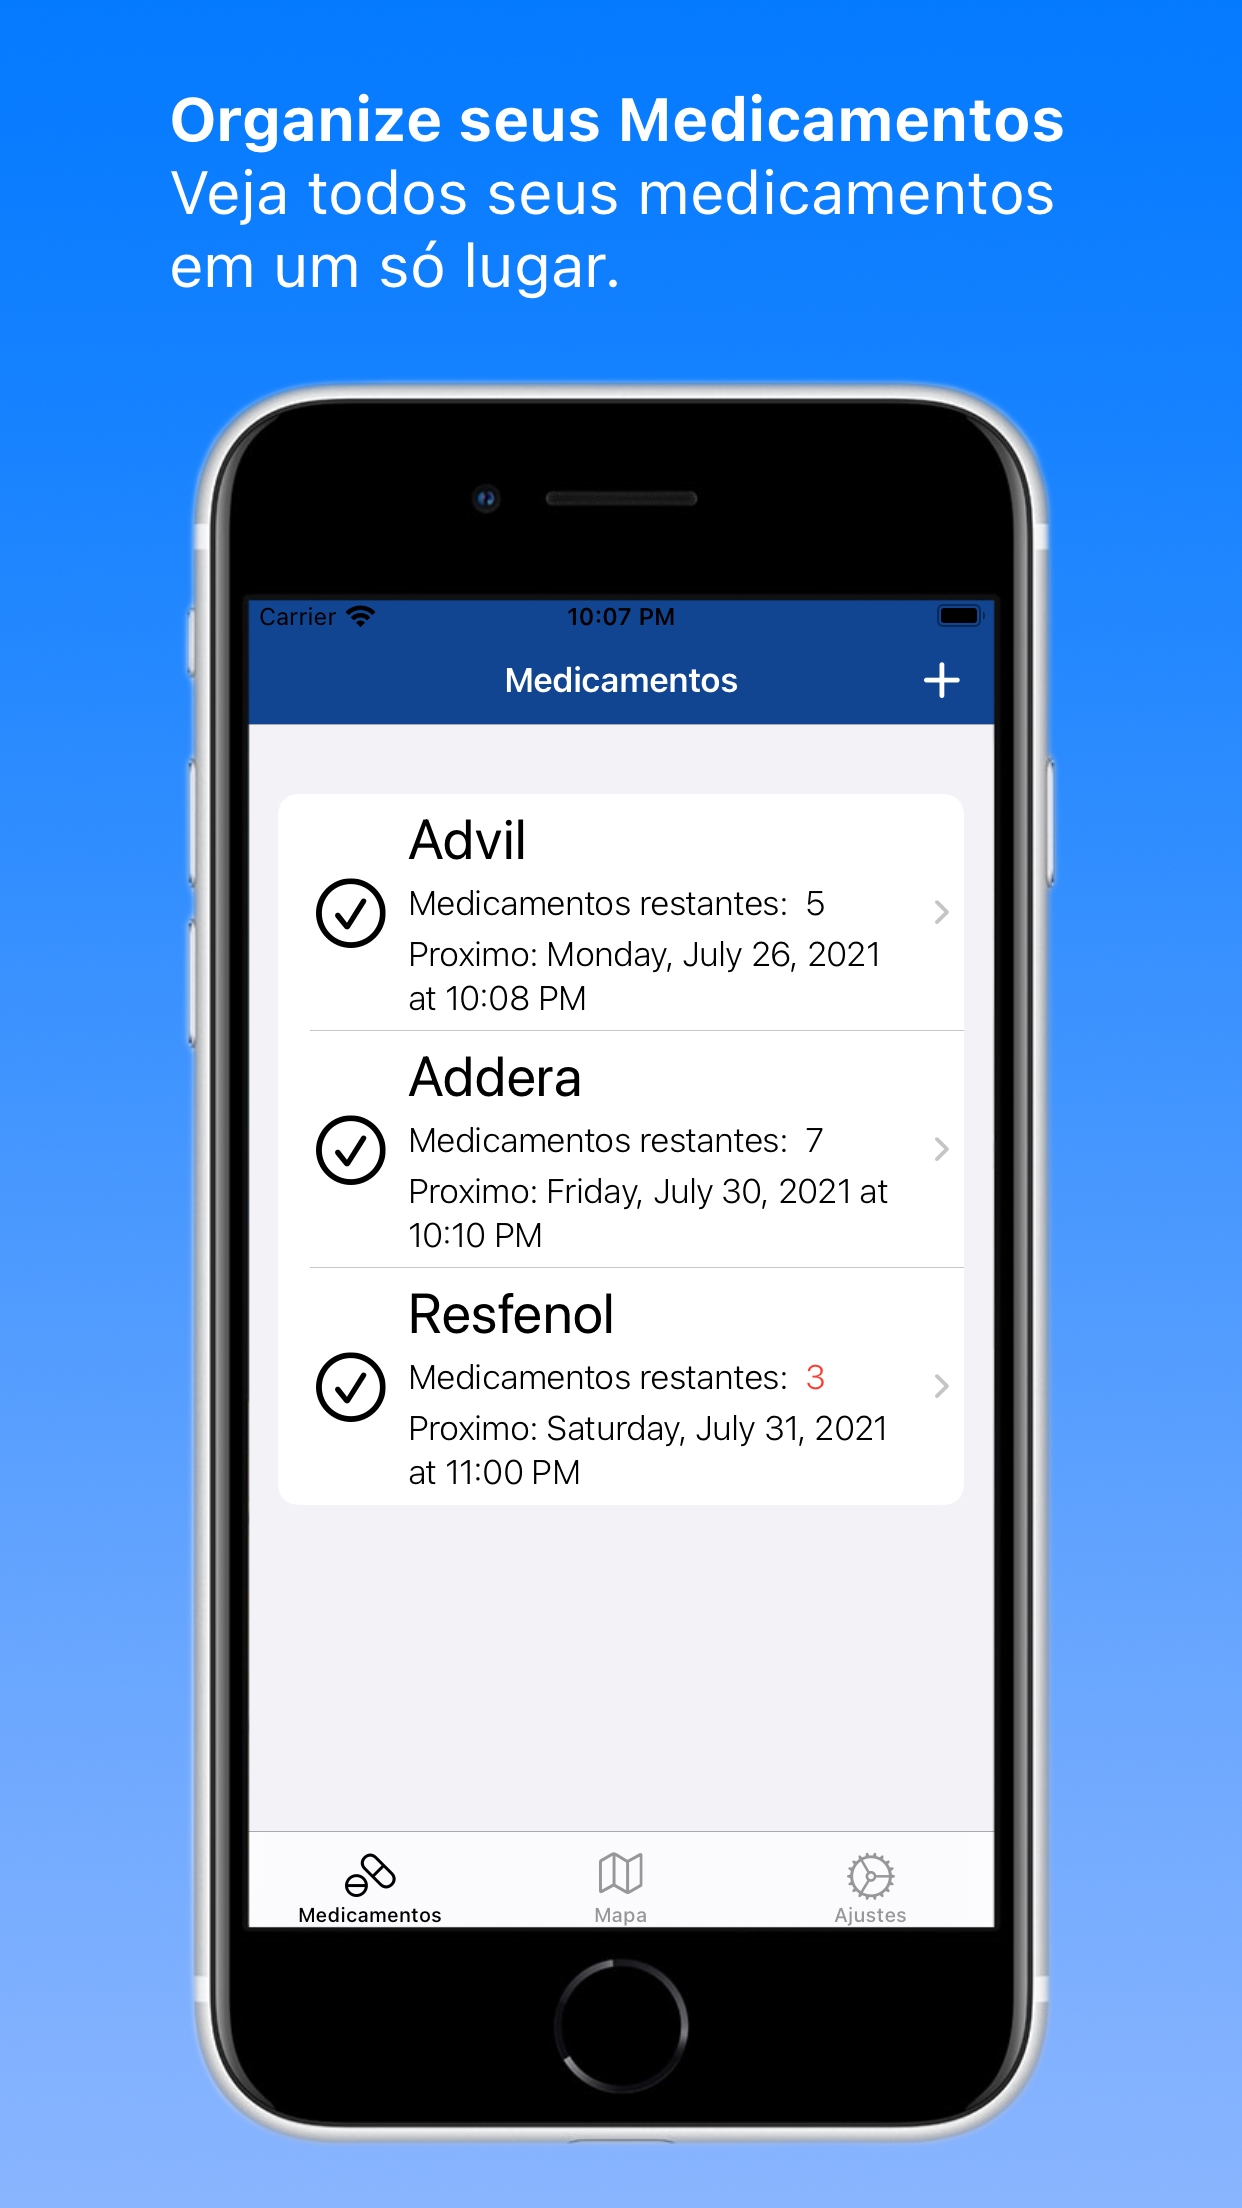 Organize seus Medicamentos
Veja todos seus medicamentos
em um só lugar.
Carrier
10:07 PM
Medicamentos
Advil
Medicamentos restantes: 5
Proximo: Monday, July 26, 2021
at 10:08 PM
Addera
Medicamentos restantes: 7
Proximo: Friday, July 30, 2021 at
10:10 PM
Resfenol
Medicamentos restantes: 3
Proximo: Saturday, July 31, 2021
at 11:00 PM
Medicamentos
Mapa
Ajustes